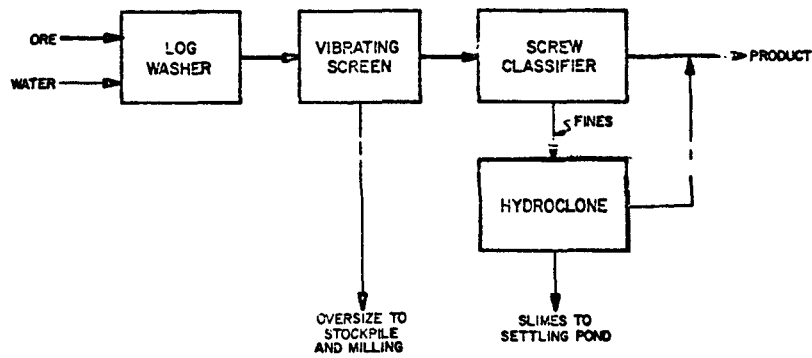 ORE
WATER
LOG
WASHER
VIBRATING
SCREEN
SCREW
CLASSIFIER
PRODUCT
FINES
HYDROCLONE
OVERSIZE TO
STOCKPILE
AND MILLING
SLIMES TO
SETTLING POND